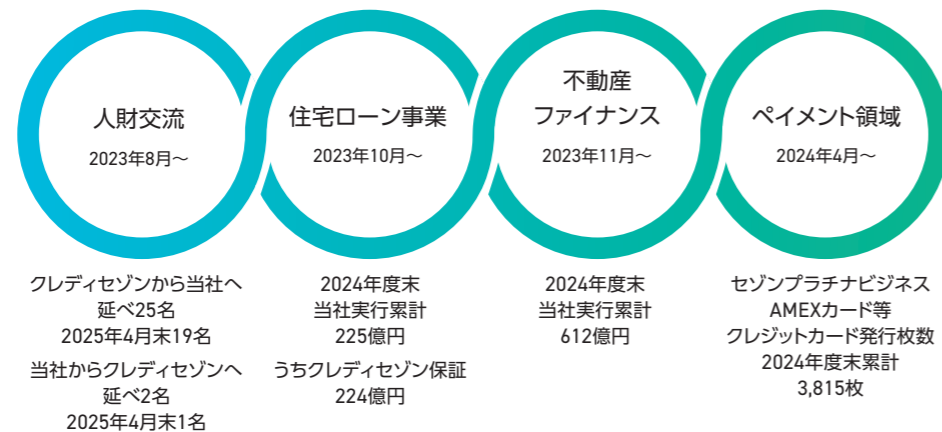 人財交流
2023年8月～
住宅ローン事業
2023年10月～
不動産
ファイナンス
2023年11月～
ペイメント領域
2024年4月～
クレディセゾンから当社へ
延べ25名
2025年4月末19名
当社からクレディセゾンへ
延べ2名
2025年4月末1名
2024年度末
当社実行累計
225億円
うちクレディセゾン保証
224億円
2024年度末
当社実行累計
612億円
セゾンプラチナビジネス
AMEXカード等
クレジットカード発行枚数
2024年度末累計
3,815枚